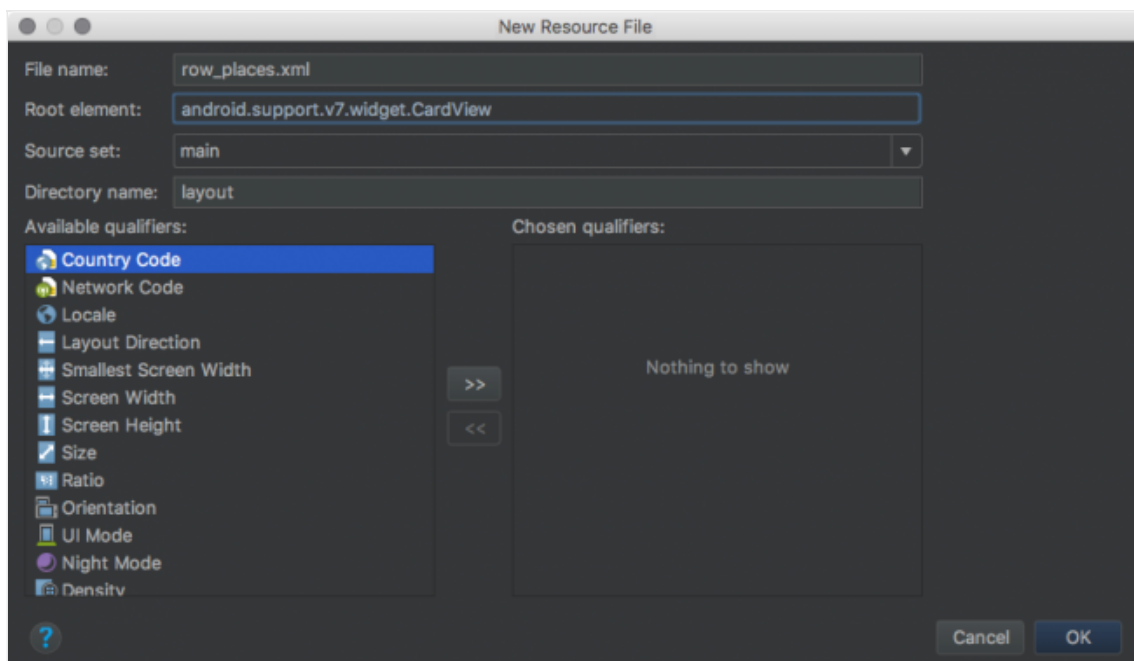 New Resource File
File name: row_places.xml
Root element: android.support.v7.widget.CardView
Source set: main
Directory name: layout
Available qualifiers:
Country Code
Network Code
Locale
Layout Direction
Smallest Screen Width
Screen Width
Screen Height
Size
Ratio
Orientation
UI Mode
Night Mode
Density
>>
<<
Chosen qualifiers:
Nothing to show
?
Cancel
OK